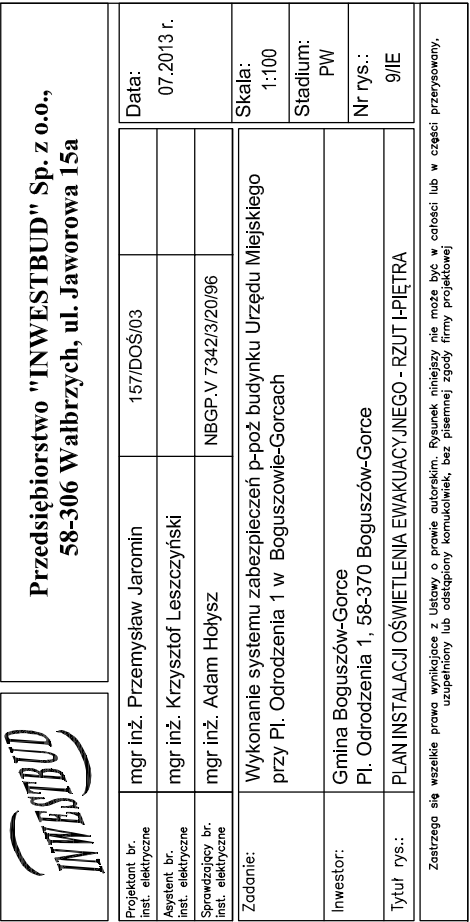 INWESTBUD
Przedsiębiorstwo "INWESTBUD" Sp. z o.o.,
58-306 Wałbrzych, ul. Jaworowa 15a
Projektant br.
inst. elektryczne
mgr inż. Przemysław Jaromin
157/DOŚ/03
Data:
07.2013 r.
Asystent br.
inst. elektryczne
mgr inż. Krzysztof Leszczyński
Sprawdzający br.
inst. elektryczne
mgr inż. Adam Hołysz
NBGP.V 7342/3/20/96
Zadanie:
Wykonanie systemu zabezpieczeń p-poż budynku Urzędu Miejskiego
przy Pl. Odrodzenia 1 w Boguszowie-Gorcach
Skala:
1:100
Stadium:
PW
Inwestor:
Gmina Boguszów-Gorce
Pl. Odrodzenia 1, 58-370 Boguszów-Gorce
Nr rys.:
9/IE
Tytuł rys.:
PLAN INSTALACJI OŚWIETLENIA EWAKUACYJNEGO - RZUT I-PIĘTRA
Zastrzega się wszelkie prawa wynikające z Ustawy o prawie autorskim. Rysunek niniejszy nie może być w całości lub w części przerysowany,
uzupełniony lub odstąpiony komukolwiek, bez pisemnej zgody firmy projektowej